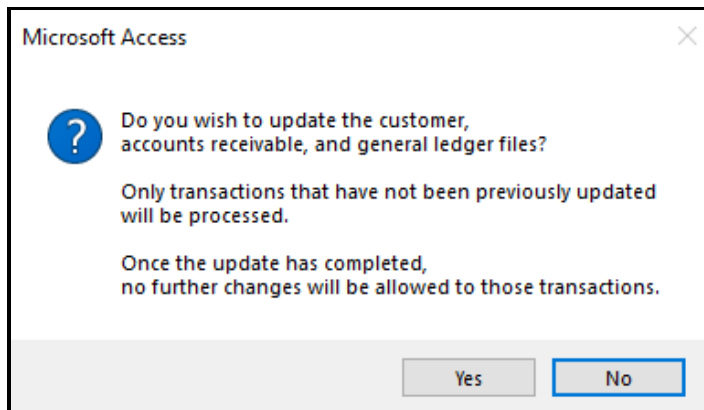 Microsoft Access
Do you wish to update the customer,
accounts receivable, and general ledger files?
Only transactions that have not been previously updated
will be processed.
Once the update has completed,
no further changes will be allowed to those transactions.
Yes
No